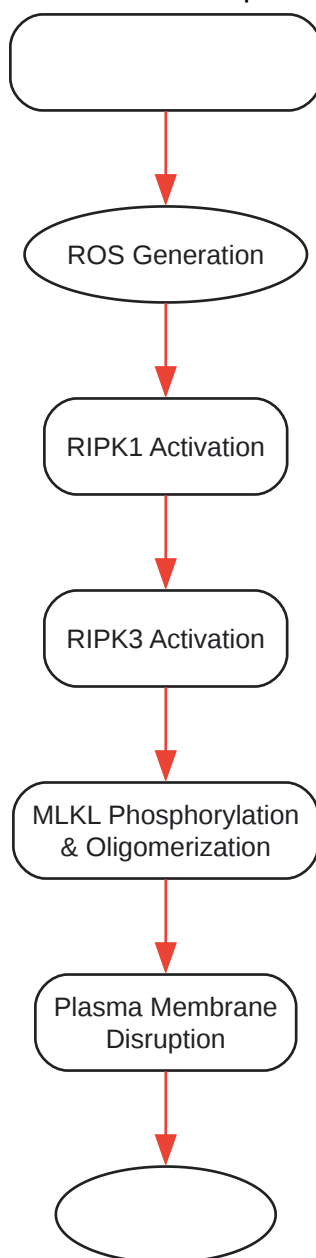 ROS Generation
RIPK1 Activation
RIPK3 Activation
MLKL Phosphorylation
& Oligomerization
Plasma Membrane
Disruption